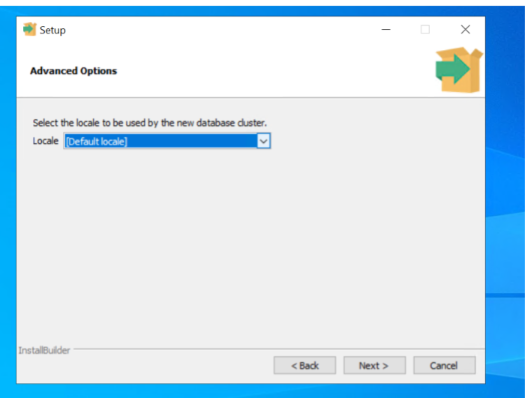 Setup
Advanced Options
Select the locale to be used by the new database cluster.
Locale [Default locale]
InstallBuilder
< Back Next > Cancel